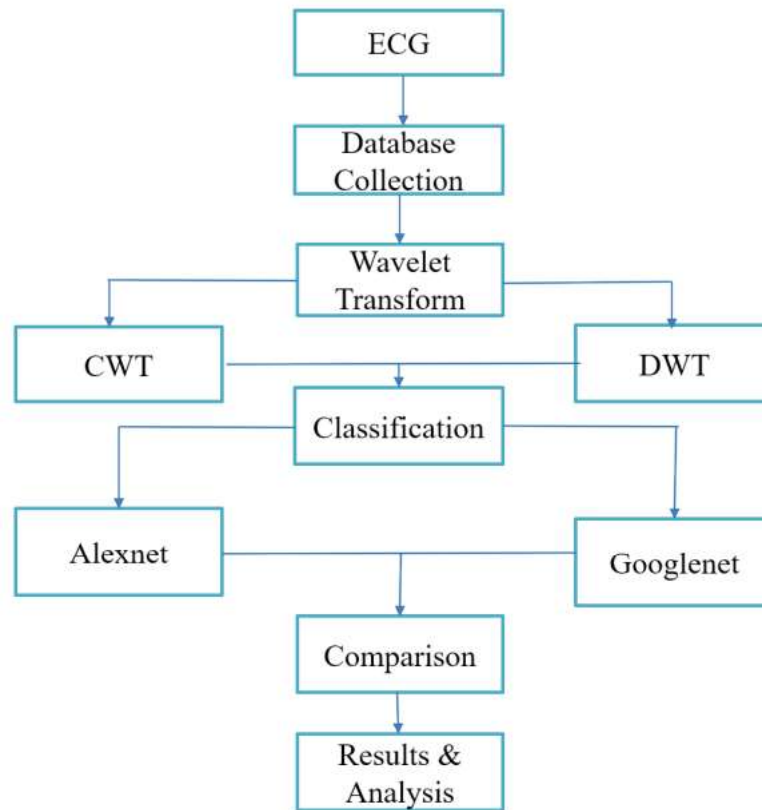 ECG
Database
Collection
Wavelet
Transform
CWT
DWT
Classification
Alexnet
Googlenet
Comparison
Results &
Analysis